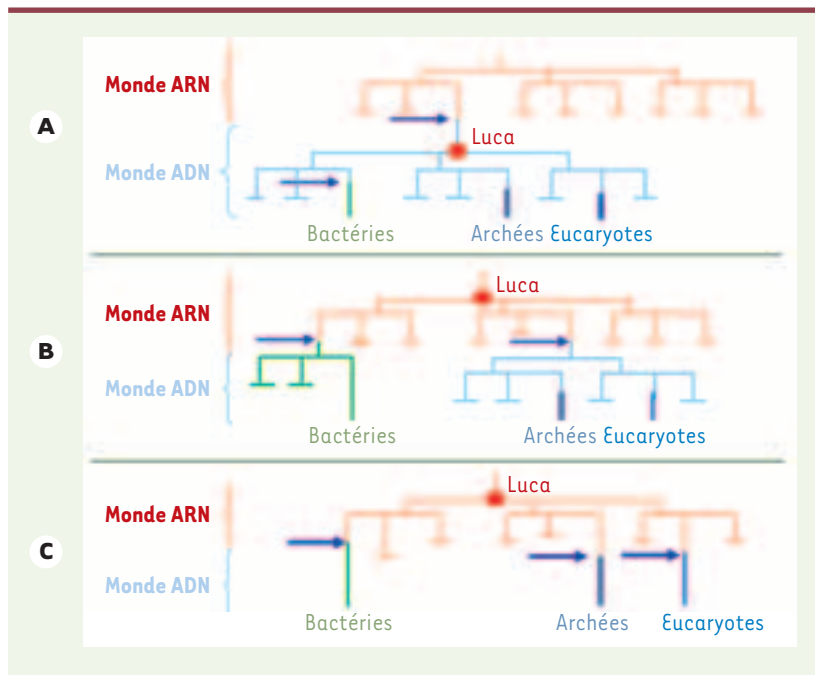 A
Monde ARN
Luca
Monde ADN
Bactéries
Archées Eucaryotes
B
Luca
Monde ARN
Monde ADN
Bactéries
Archées Eucaryotes
C
Luca
Monde ARN
Monde ADN
Bactéries
Archées
Eucaryotes